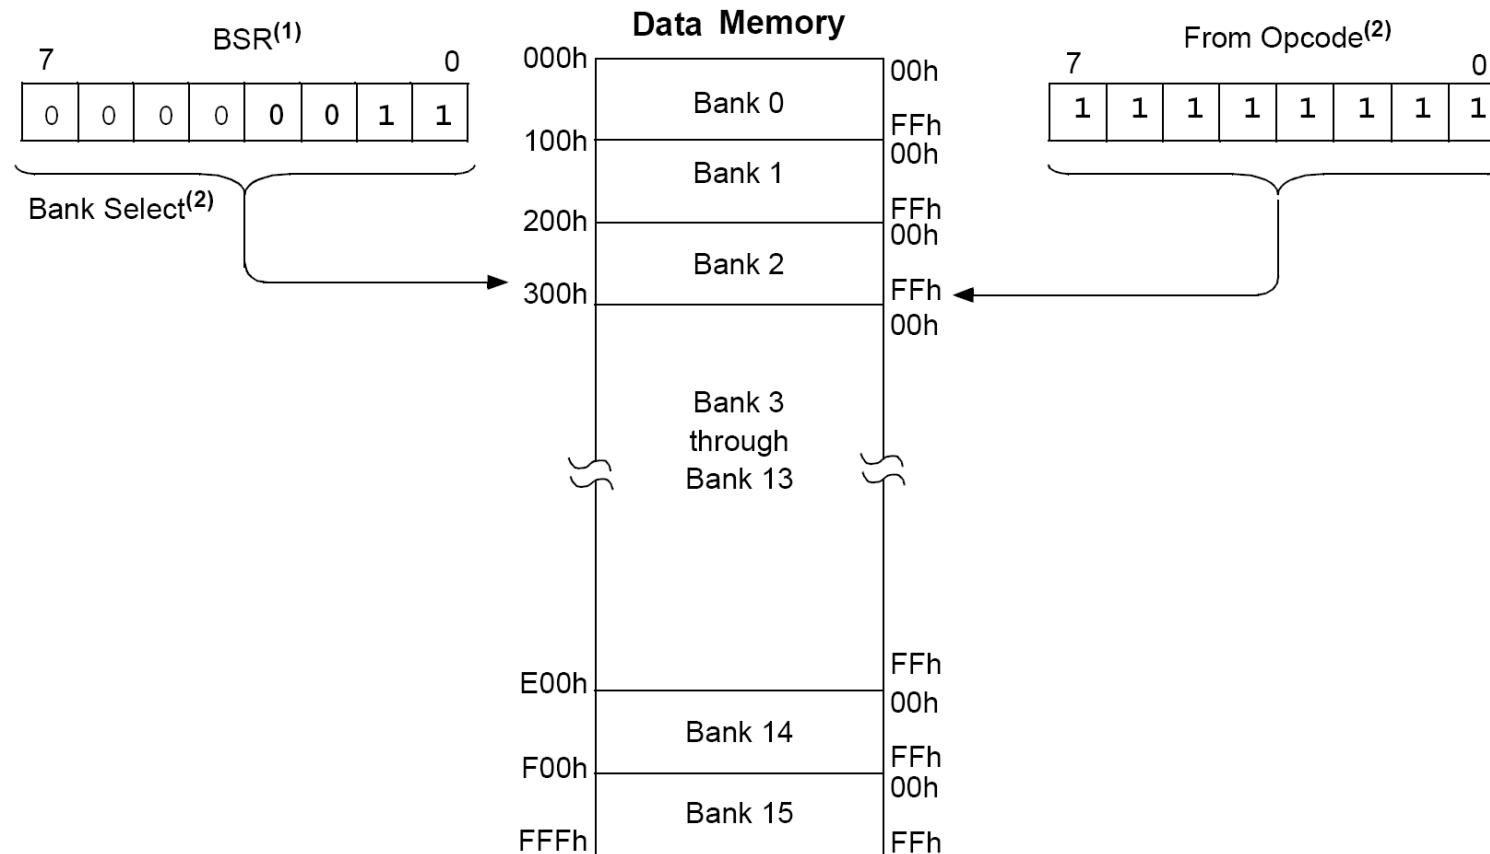 Data Memory
BSR(1)
7 0
0 0 0 0 0 0 1 1
Bank Select(2)
From Opcode(2)
7 0
1 1 1 1 1 1 1 1
000h
Bank 0
00h
FFh
100h
Bank 1
00h
FFh
200h
Bank 2
00h
FFh
300h
00h
Bank 3
through
Bank 13
FFh
E00h
Bank 14
00h
FFh
F00h
Bank 15
00h
FFFh
FFh